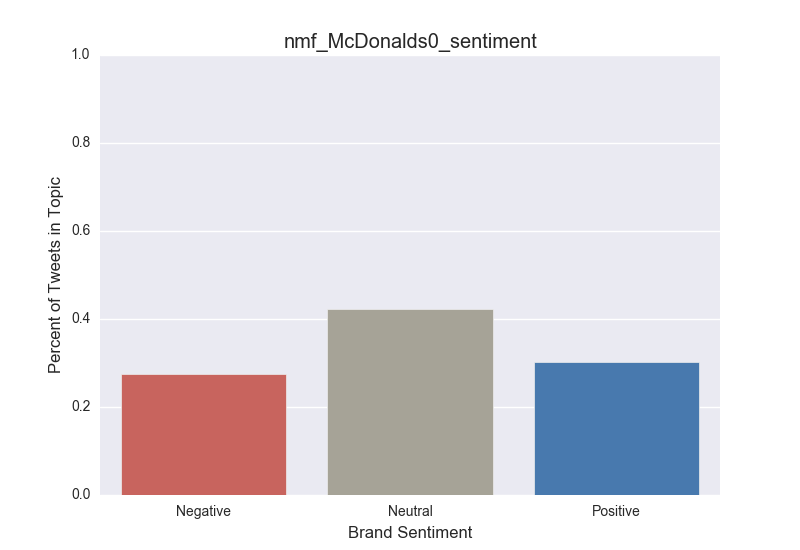 nmf_McDonalds0_sentiment
1.0
0.8
0.6
0.4
0.2
0.0
Percent of Tweets in Topic
Negative
Neutral
Positive
Brand Sentiment